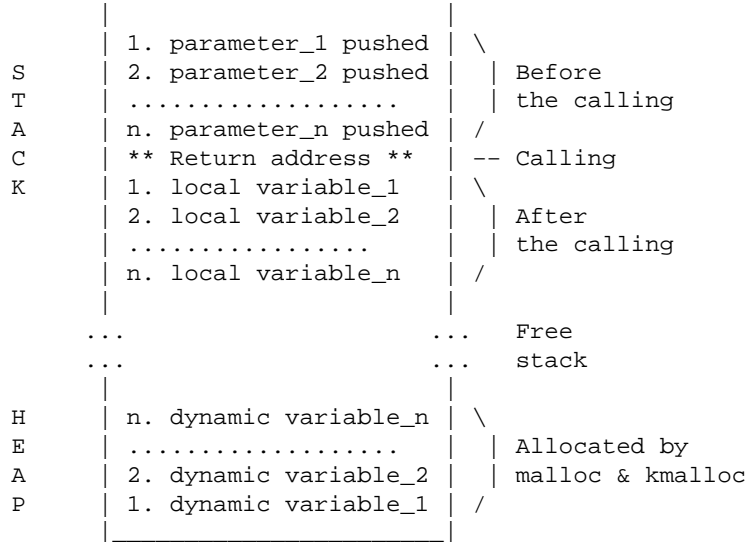 |                       |
     | 1. parameter_1 pushed | \
S    | 2. parameter_2 pushed |  | Before
T    | ................... |  | the calling
A    | n. parameter_n pushed | /
C    | ** Return address ** | -- Calling
K    | 1. local variable_1   | \
     | 2. local variable_2   |  | After
     | ................. |  | the calling
     | n. local variable_n   | /
     |                       |
    ...                     ...  Free
    ...                     ...  stack
     |                       |
H    | n. dynamic variable_n | \
E    | ................... |  | Allocated by
A    | 2. dynamic variable_2 |  | malloc & kmalloc
P    | 1. dynamic variable_1 | /
     |_______________________|